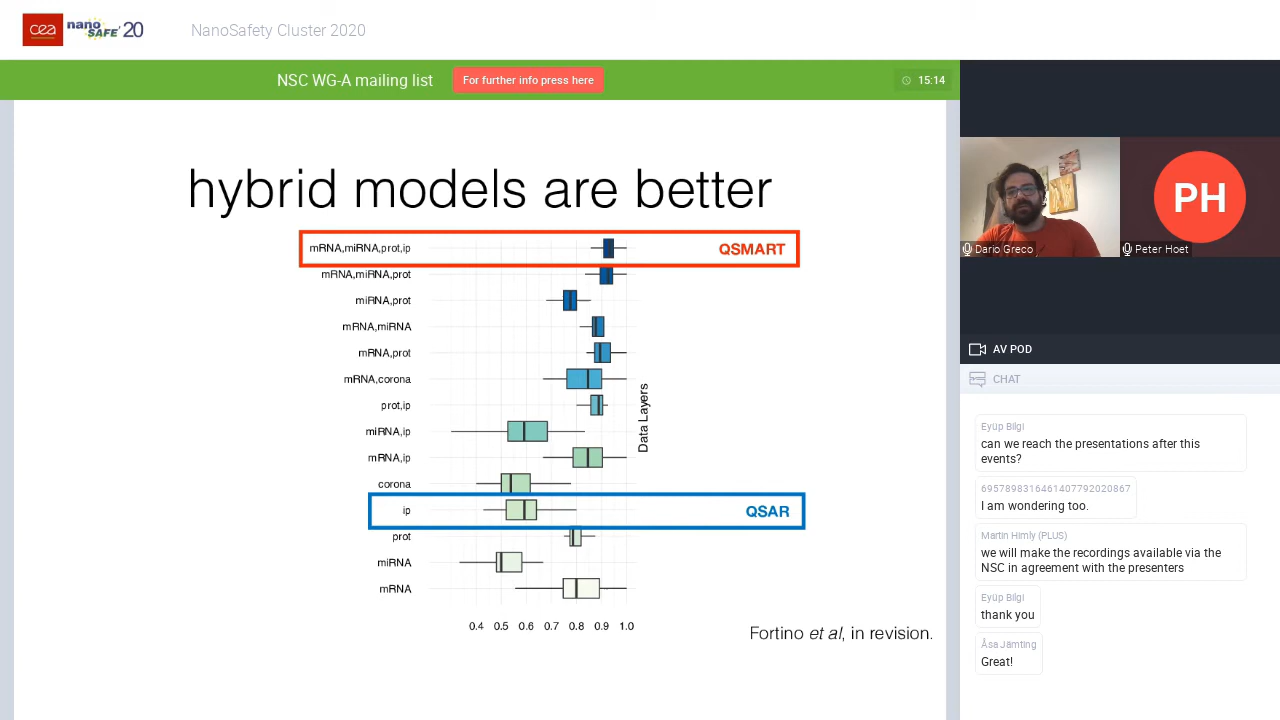 cea nano SAFE'20
NanoSafety Cluster 2020
NSC WG-A mailing list
For further info press here
15:14
hybrid models are better
mRNA,miRNA,prot,ip
QSMART
mRNA,miRNA,prot
miRNA,prot
mRNA,miRNA
mRNA,prot
mRNA,corona
prot,ip
miRNA,ip
mRNA,ip
corona
ip
QSAR
prot
miRNA
mRNA
Data Layers
0.4 0.5 0.6 0.7 0.8 0.9 1.0
Fortino et al, in revision.
PH
Dario Greco
Peter Hoet
AV POD
CHAT
Eyüp Bilgi
can we reach the presentations after this
events?
6957898316461407792020867
I am wondering too.
Martin Himly (PLUS)
we will make the recordings available via the
NSC in agreement with the presenters
Eyüp Bilgi
thank you
Åsa Jämting
Great!